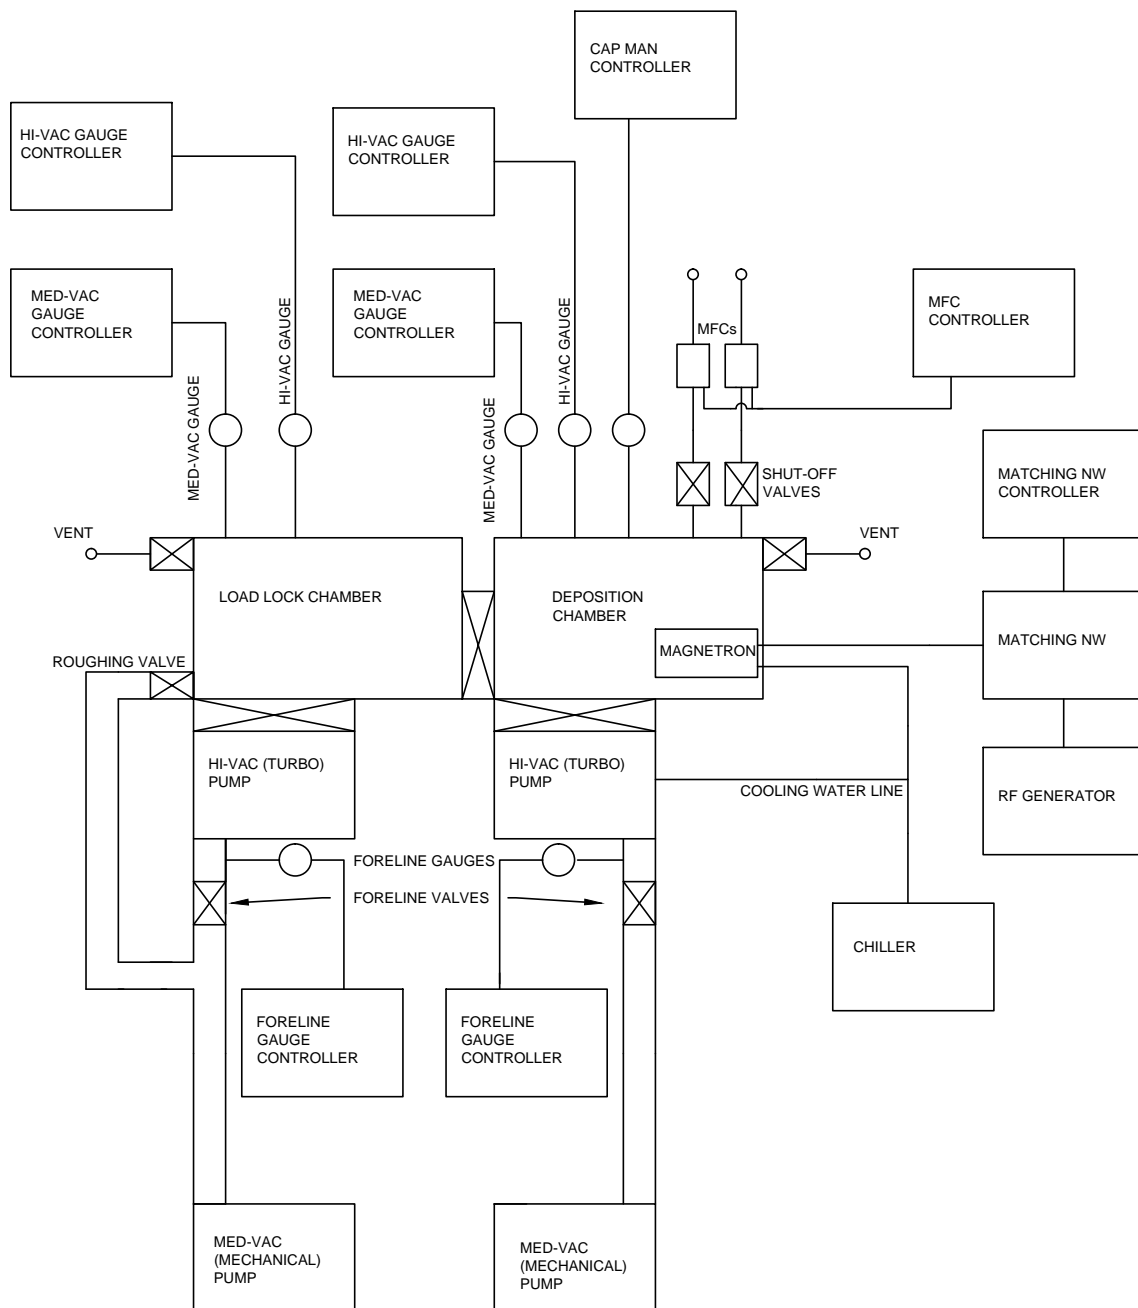 CAP MAN
CONTROLLER
HI-VAC GAUGE
CONTROLLER
HI-VAC GAUGE
CONTROLLER
MED-VAC
GAUGE
CONTROLLER
MED-VAC
GAUGE
CONTROLLER
MFC
CONTROLLER
MFCs
HI-VAC GAUGE
MED-VAC GAUGE
HI-VAC GAUGE
MED-VAC GAUGE
SHUT-OFF
VALVES
MATCHING NW
CONTROLLER
VENT
VENT
LOAD LOCK CHAMBER
DEPOSITION
CHAMBER
MAGNETRON
MATCHING NW
ROUGHING VALVE
HI-VAC (TURBO)
PUMP
HI-VAC (TURBO)
PUMP
COOLING WATER LINE
RF GENERATOR
FORELINE GAUGES
FORELINE VALVES
CHILLER
FORELINE
GAUGE
CONTROLLER
FORELINE
GAUGE
CONTROLLER
MED-VAC
(MECHANICAL)
PUMP
MED-VAC
(MECHANICAL)
PUMP